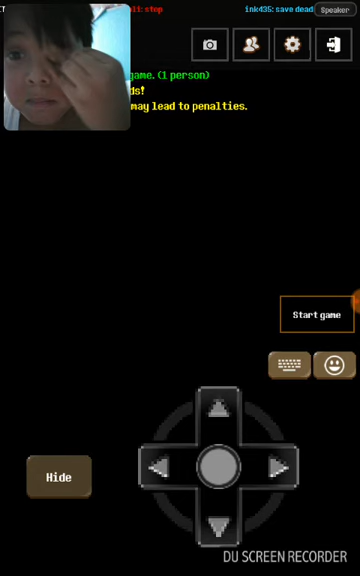 li: stop
ink435: save dead
Speaker
game. (1 person)
ds!
may lead to penalties.
Start game
Hide
DU SCREEN RECORDER